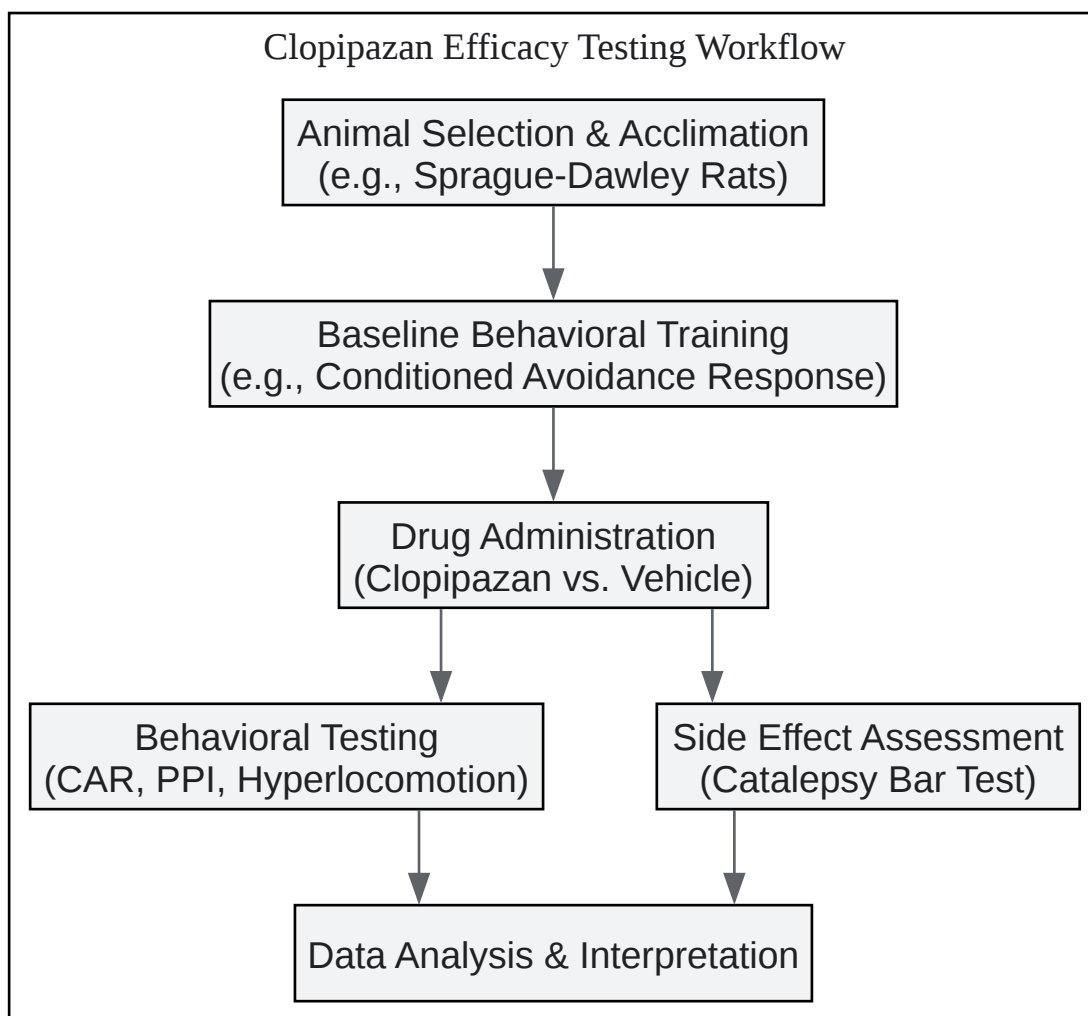 Clopipazan Efficacy Testing Workflow
Animal Selection & Acclimation
(e.g., Sprague-Dawley Rats)
Baseline Behavioral Training
(e.g., Conditioned Avoidance Response)
Drug Administration
(Clopipazan vs. Vehicle)
Behavioral Testing
(CAR, PPI, Hyperlocomotion)
Side Effect Assessment
(Catalepsy Bar Test)
Data Analysis & Interpretation